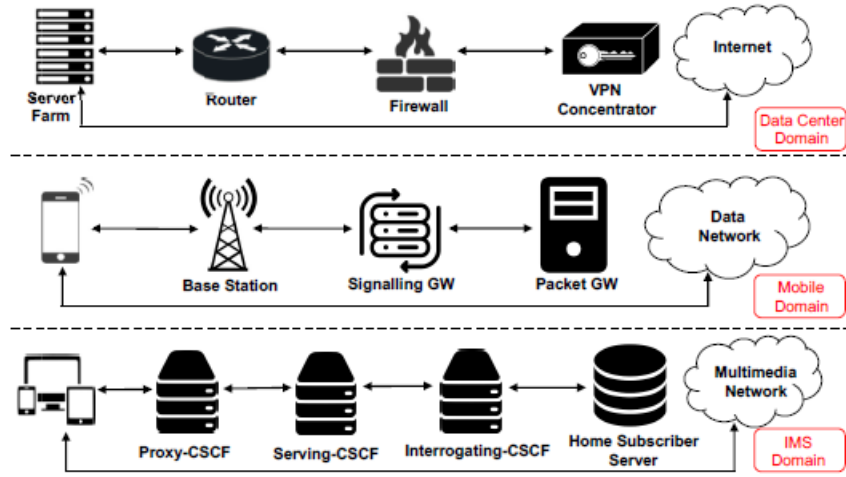 Server
Farm
Router
Firewall
VPN
Concentrator
Internet
Data Center
Domain
Base Station
Signalling GW
Packet GW
Data
Network
Mobile
Domain
Proxy-CSCF
Serving-CSCF
Interrogating-CSCF
Home Subscriber
Server
Multimedia
Network
IMS
Domain